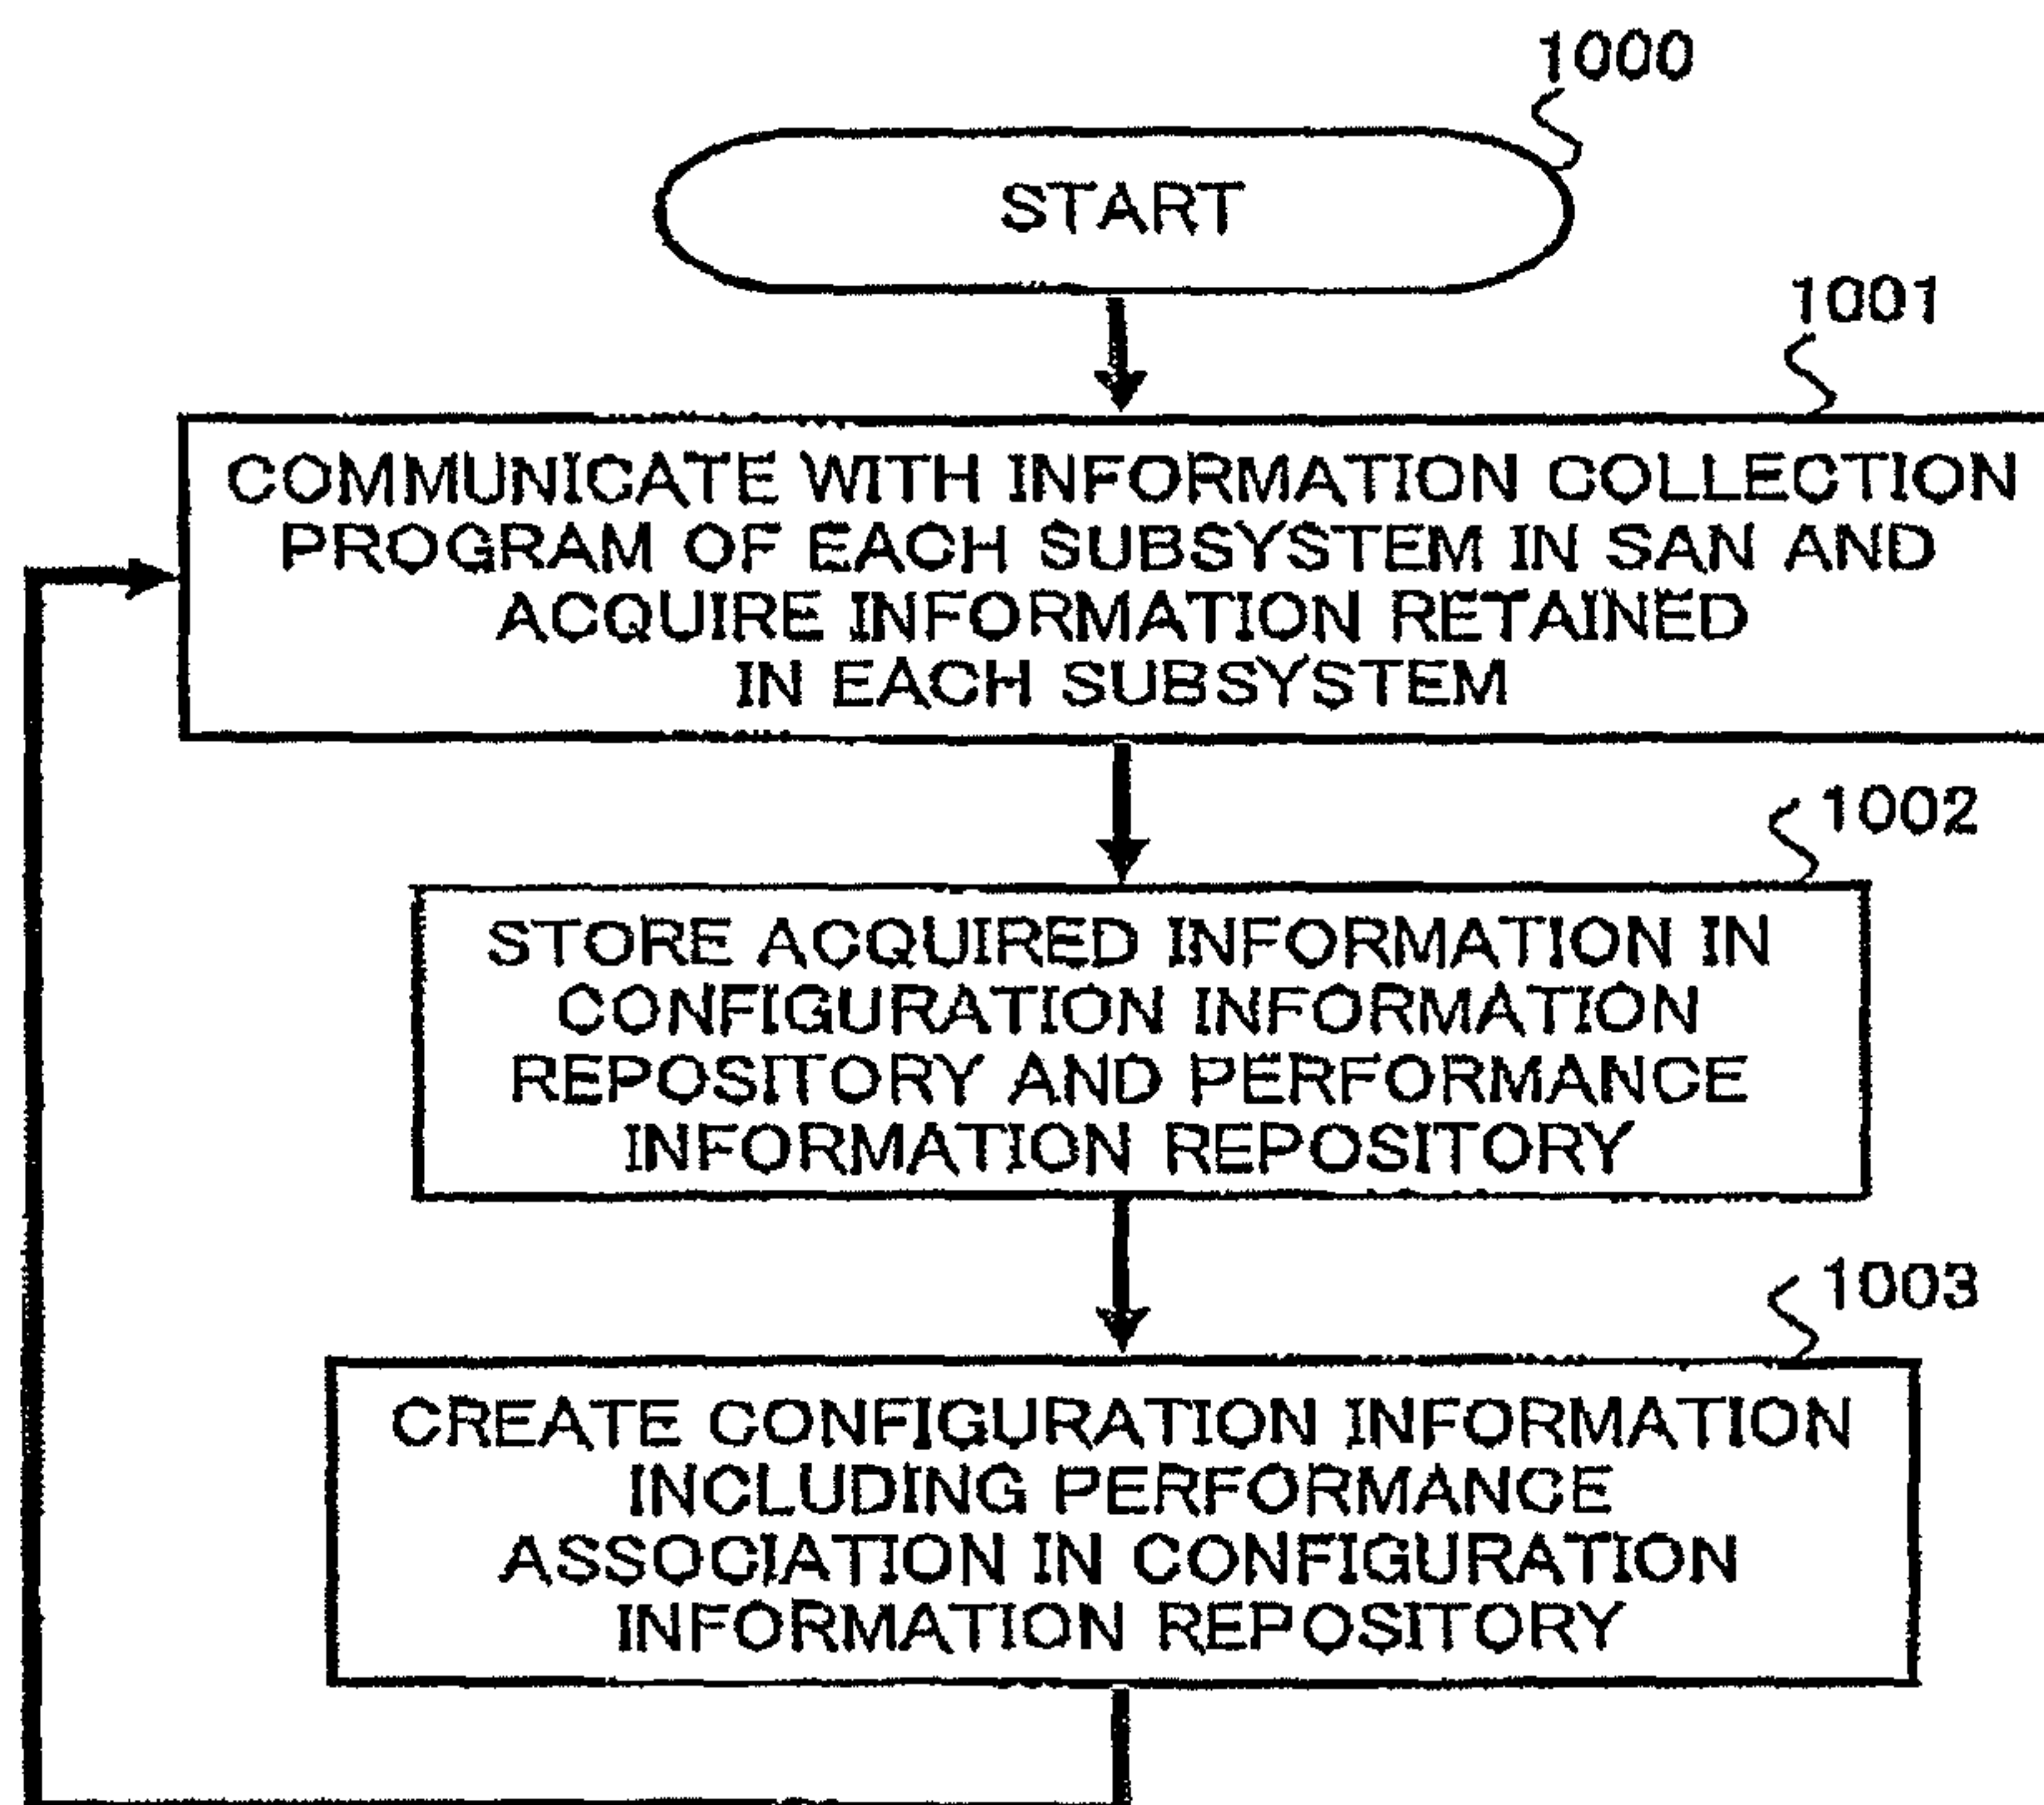 1000
START
1001
COMMUNICATE WITH INFORMATION COLLECTION
PROGRAM OF EACH SUBSYSTEM IN SAN AND
ACQUIRE INFORMATION RETAINED
IN EACH SUBSYSTEM
1002
STORE ACQUIRED INFORMATION IN
CONFIGURATION INFORMATION
REPOSITORY AND PERFORMANCE
INFORMATION REPOSITORY
1003
CREATE CONFIGURATION INFORMATION
INCLUDING PERFORMANCE
ASSOCIATION IN CONFIGURATION
INFORMATION REPOSITORY